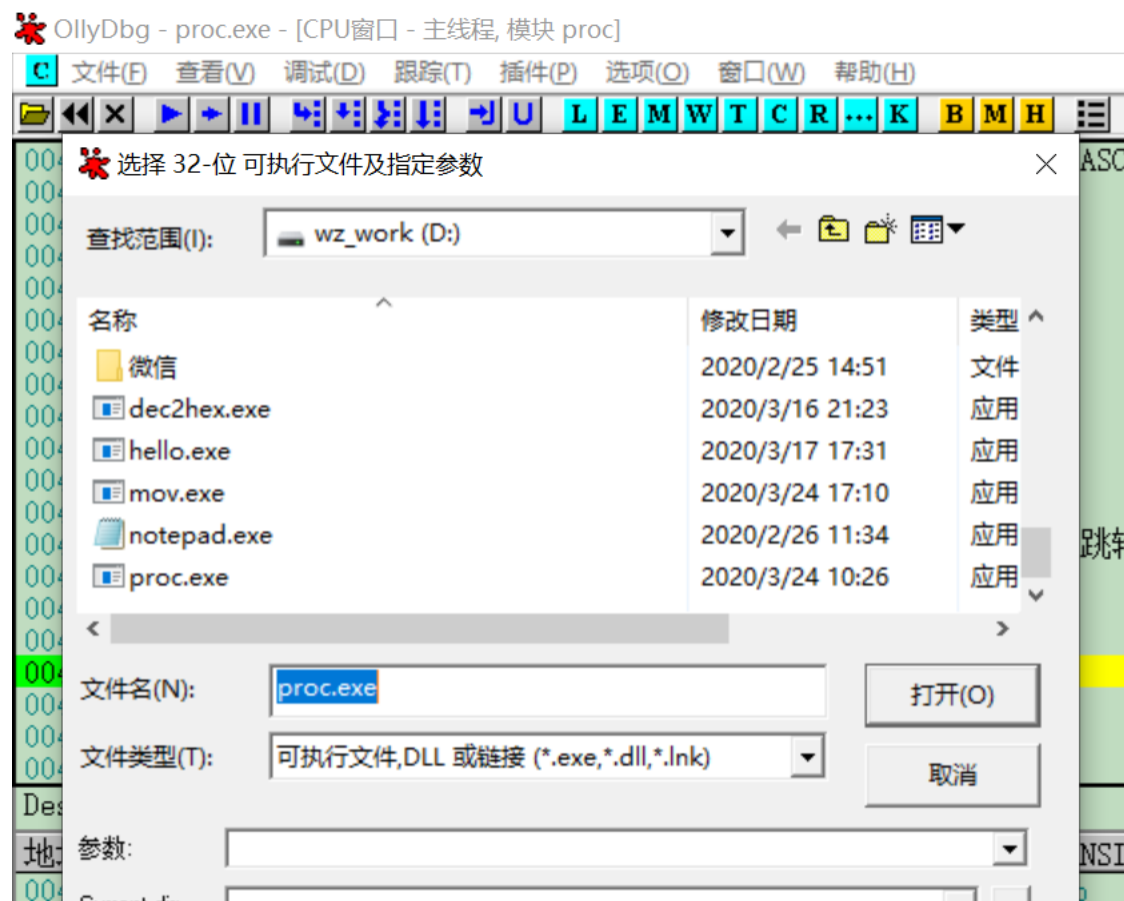 OllyDbg - proc.exe - [CPU窗口 - 主线程, 模块 proc]
C 文件(F) 查看(V) 调试(D) 跟踪(T) 插件(P) 选项(O) 窗口(W) 帮助(H)
L E M W T C R ... K B M H
选择 32-位 可执行文件及指定参数
查找范围(I): wz_work (D:)
名称 修改日期 类型
微信 2020/2/25 14:51 文件
dec2hex.exe 2020/3/16 21:23 应用
hello.exe 2020/3/17 17:31 应用
mov.exe 2020/3/24 17:10 应用
notepad.exe 2020/2/26 11:34 应用
proc.exe 2020/3/24 10:26 应用
文件名(N): proc.exe 打开(O)
文件类型(T): 可执行文件,DLL 或链接 (*.exe,*.dll,*.lnk)
取消
参数: